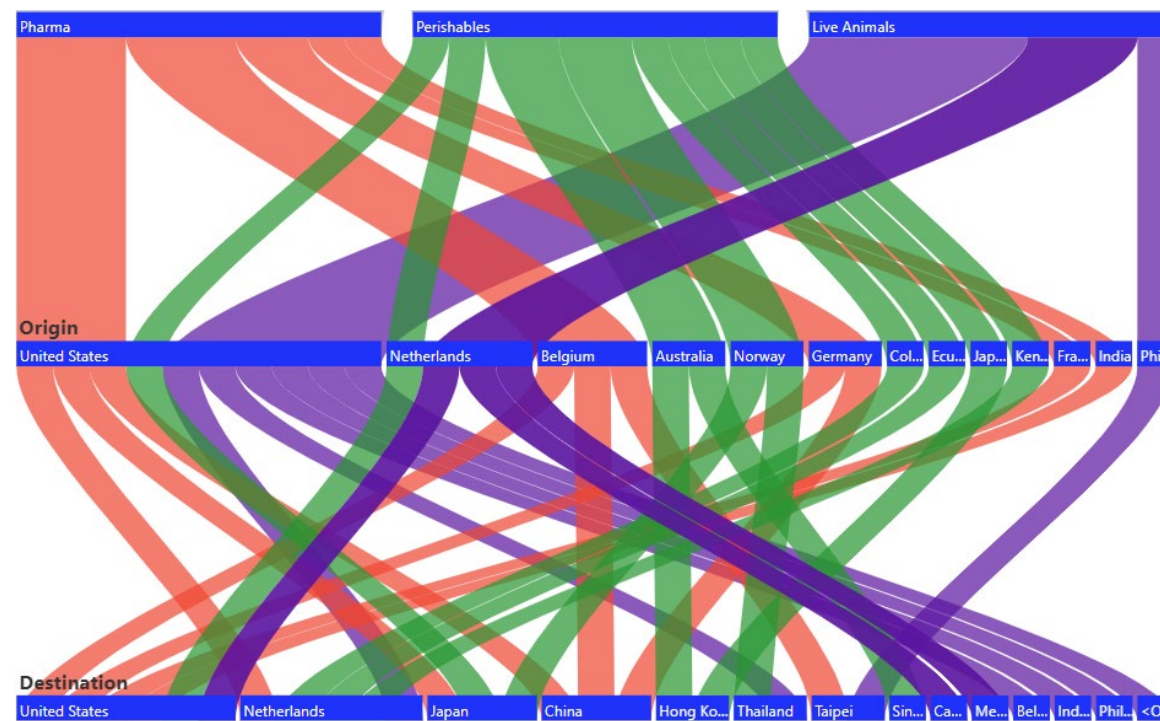 Pharma Perishables Live Animals
Origin
United States Netherlands Belgium Australia Norway Germany Col... Ecu... Jap... Ken... Fra... India Phi
Destination
United States Netherlands Japan China Hong Ko... Thailand Taipei Sin... Ca... Me... Bel... Ind... Phil... <O